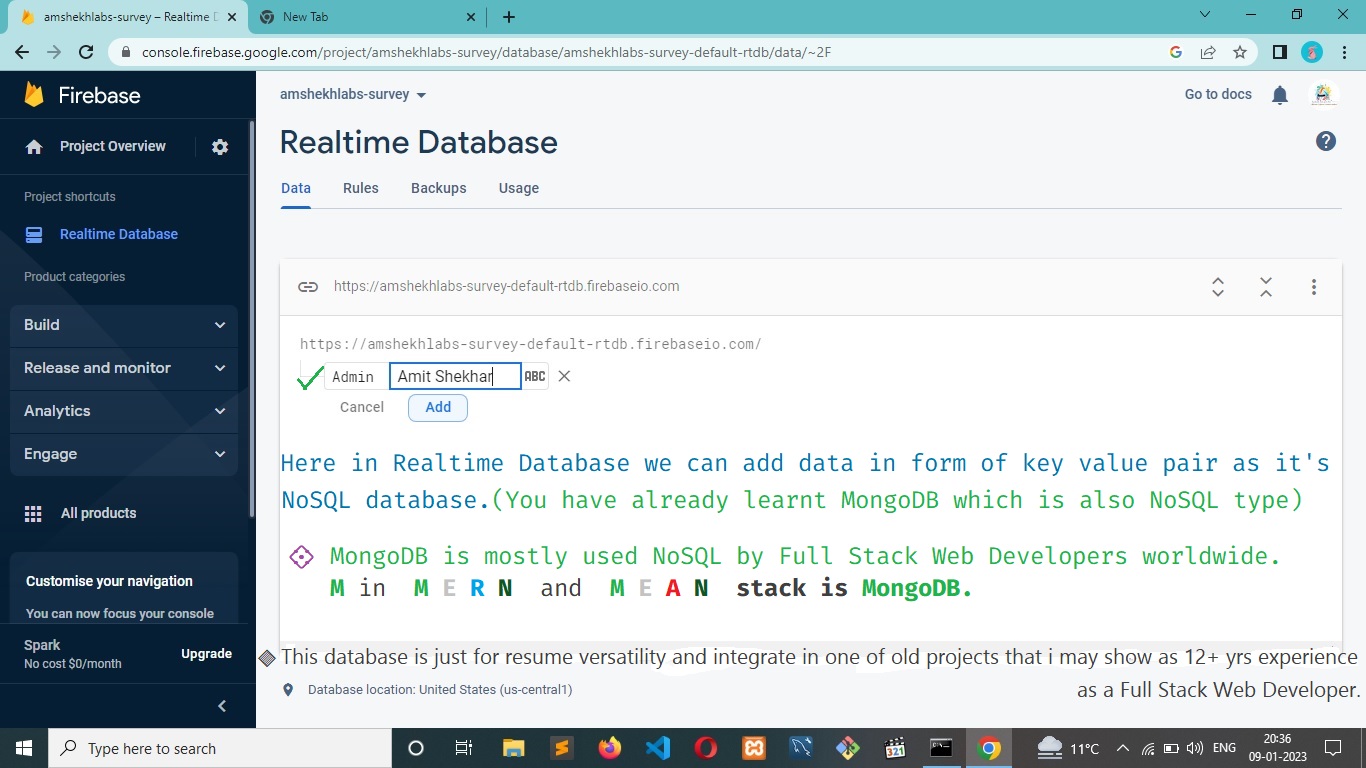 amshekhlabs-survey – Realtime D
New Tab
console.firebase.google.com/project/amshekhlabs-survey/database/amshekhlabs-survey-default-rtdb/data/~2F
Firebase
amshekhlabs-survey
Go to docs
Project Overview
Realtime Database
Data Rules Backups Usage
Project shortcuts
Realtime Database
Product categories
Build
Release and monitor
Analytics
Engage
All products
Customise your navigation
You can now focus your console
Spark
No cost $0/month
Upgrade
https://amshekhlabs-survey-default-rtdb.firebaseio.com
https://amshekhlabs-survey-default-rtdb.firebaseio.com/
Admin Amit Shekhar ABC
Cancel Add
Here in Realtime Database we can add data in form of key value pair as it's
NoSQL database.(You have already learnt MongoDB which is also NoSQL type)
MongoDB is mostly used NoSQL by Full Stack Web Developers worldwide.
M in M E R N and M E A N stack is MongoDB.
This database is just for resume versatility and integrate in one of old projects that i may show as 12+ yrs experience
as a Full Stack Web Developer.
Database location: United States (us-central1)
Type here to search
321
11°C
ENG
20:36
09-01-2023